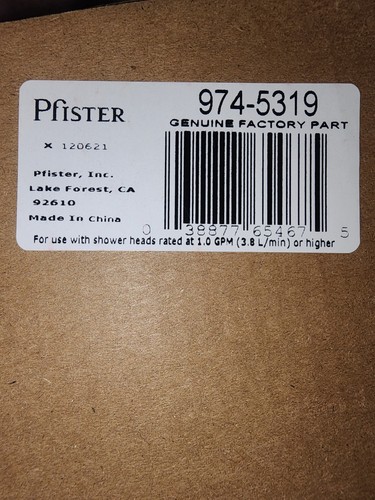 Pfister
974-5319
GENUINE FACTORY PART
X 120621
Pfister, Inc.
Lake Forest, CA
92610
Made In China
0 38877 65467 5
For use with shower heads rated at 1.0 GPM (3.8 L/min) or higher